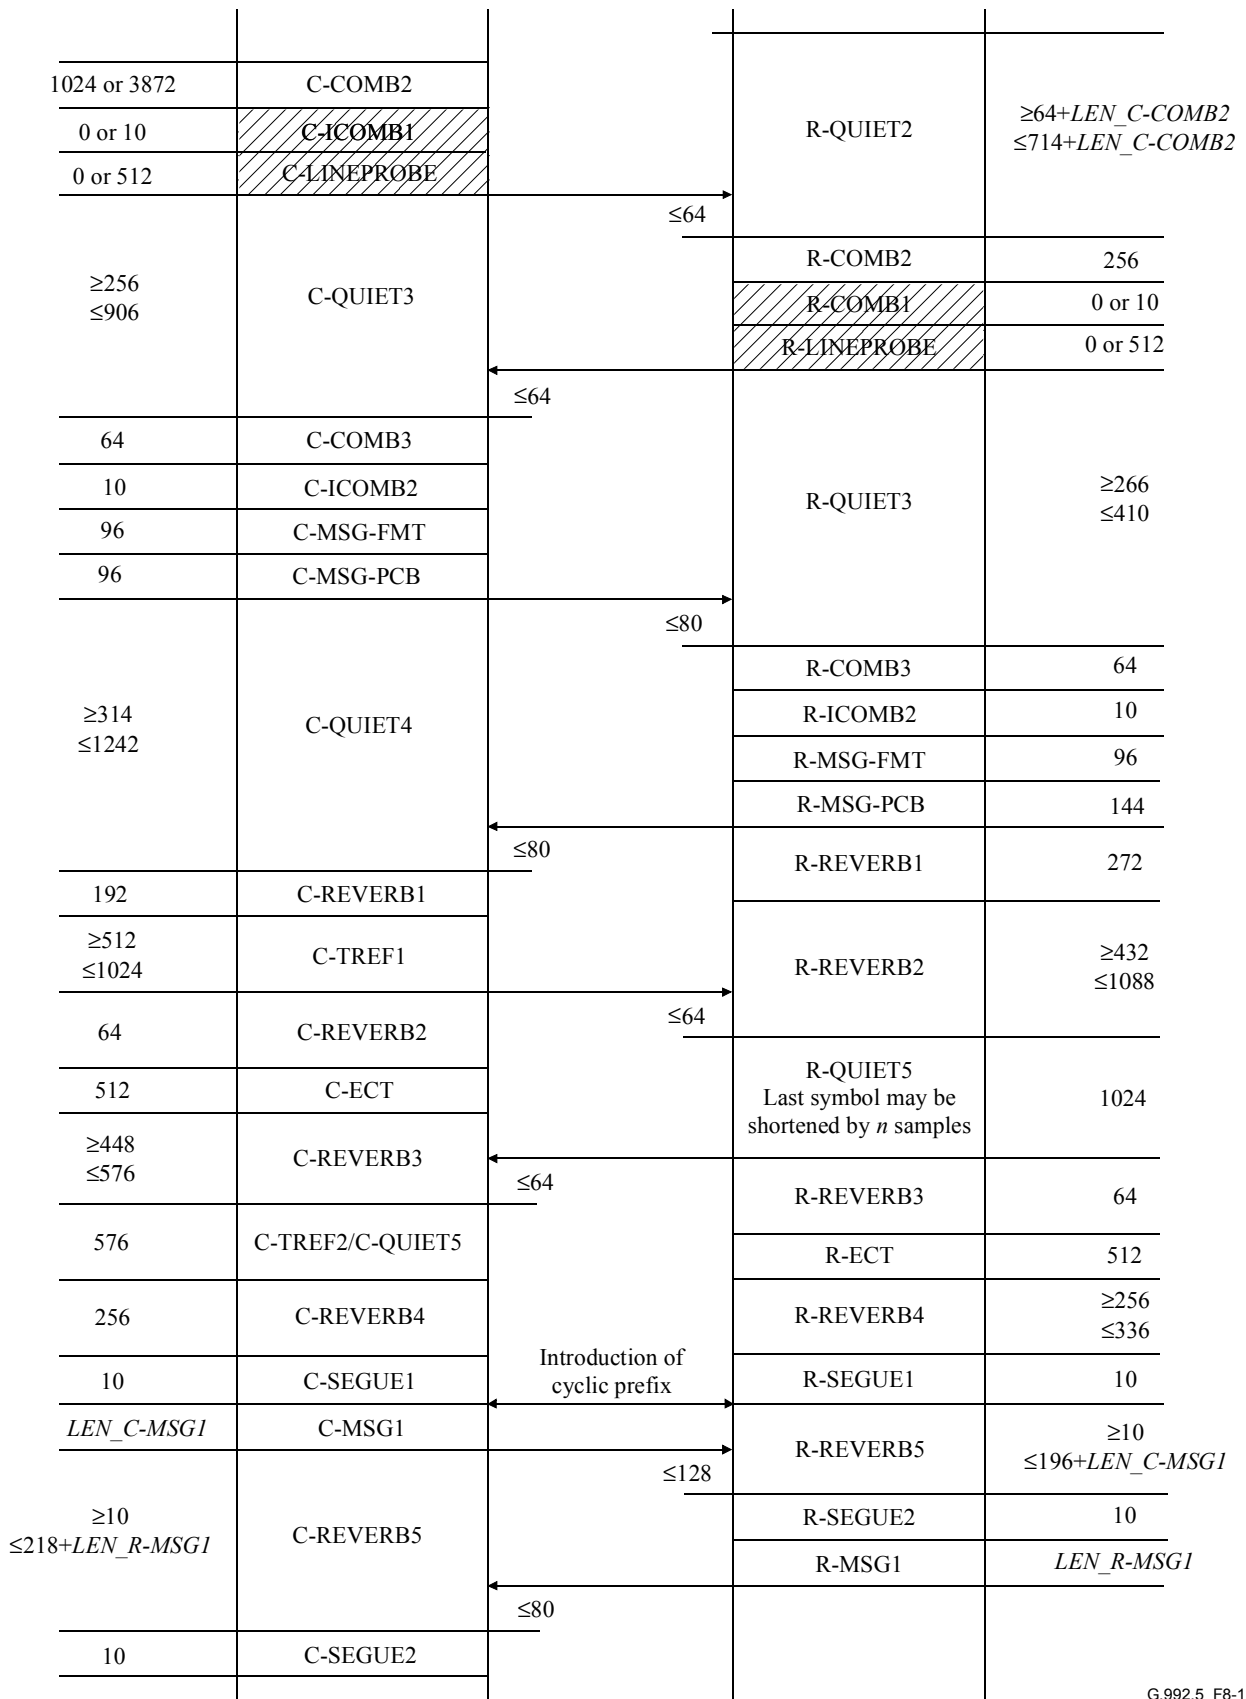 1024 or 3872
C-COMB2
0 or 10
C-ICOMB1
0 or 512
C-LINEPROBE
R-QUIET2
≥64+LEN_C-COMB2
≤714+LEN_C-COMB2
≤64
≥256
≤906
C-QUIET3
R-COMB2
256
R-COMB1
0 or 10
R-LINEPROBE
0 or 512
≤64
64
C-COMB3
10
C-ICOMB2
96
C-MSG-FMT
96
C-MSG-PCB
R-QUIET3
≥266
≤410
≤80
≥314
≤1242
C-QUIET4
R-COMB3
64
R-ICOMB2
10
R-MSG-FMT
96
R-MSG-PCB
144
≤80
R-REVERB1
272
192
C-REVERB1
≥512
≤1024
C-TREF1
R-REVERB2
≥432
≤1088
≤64
64
C-REVERB2
512
C-ECT
R-QUIET5
Last symbol may be
shortened by n samples
1024
≥448
≤576
C-REVERB3
≤64
R-REVERB3
64
576
C-TREF2/C-QUIET5
R-ECT
512
256
C-REVERB4
R-REVERB4
≥256
≤336
Introduction of
cyclic prefix
10
C-SEGUE1
R-SEGUE1
10
LEN_C-MSG1
C-MSG1
R-REVERB5
≥10
≤196+LEN_C-MSG1
≤128
≥10
≤218+LEN_R-MSG1
C-REVERB5
R-SEGUE2
10
R-MSG1
LEN_R-MSG1
≤80
10
C-SEGUE2
G.992.5_F8-1